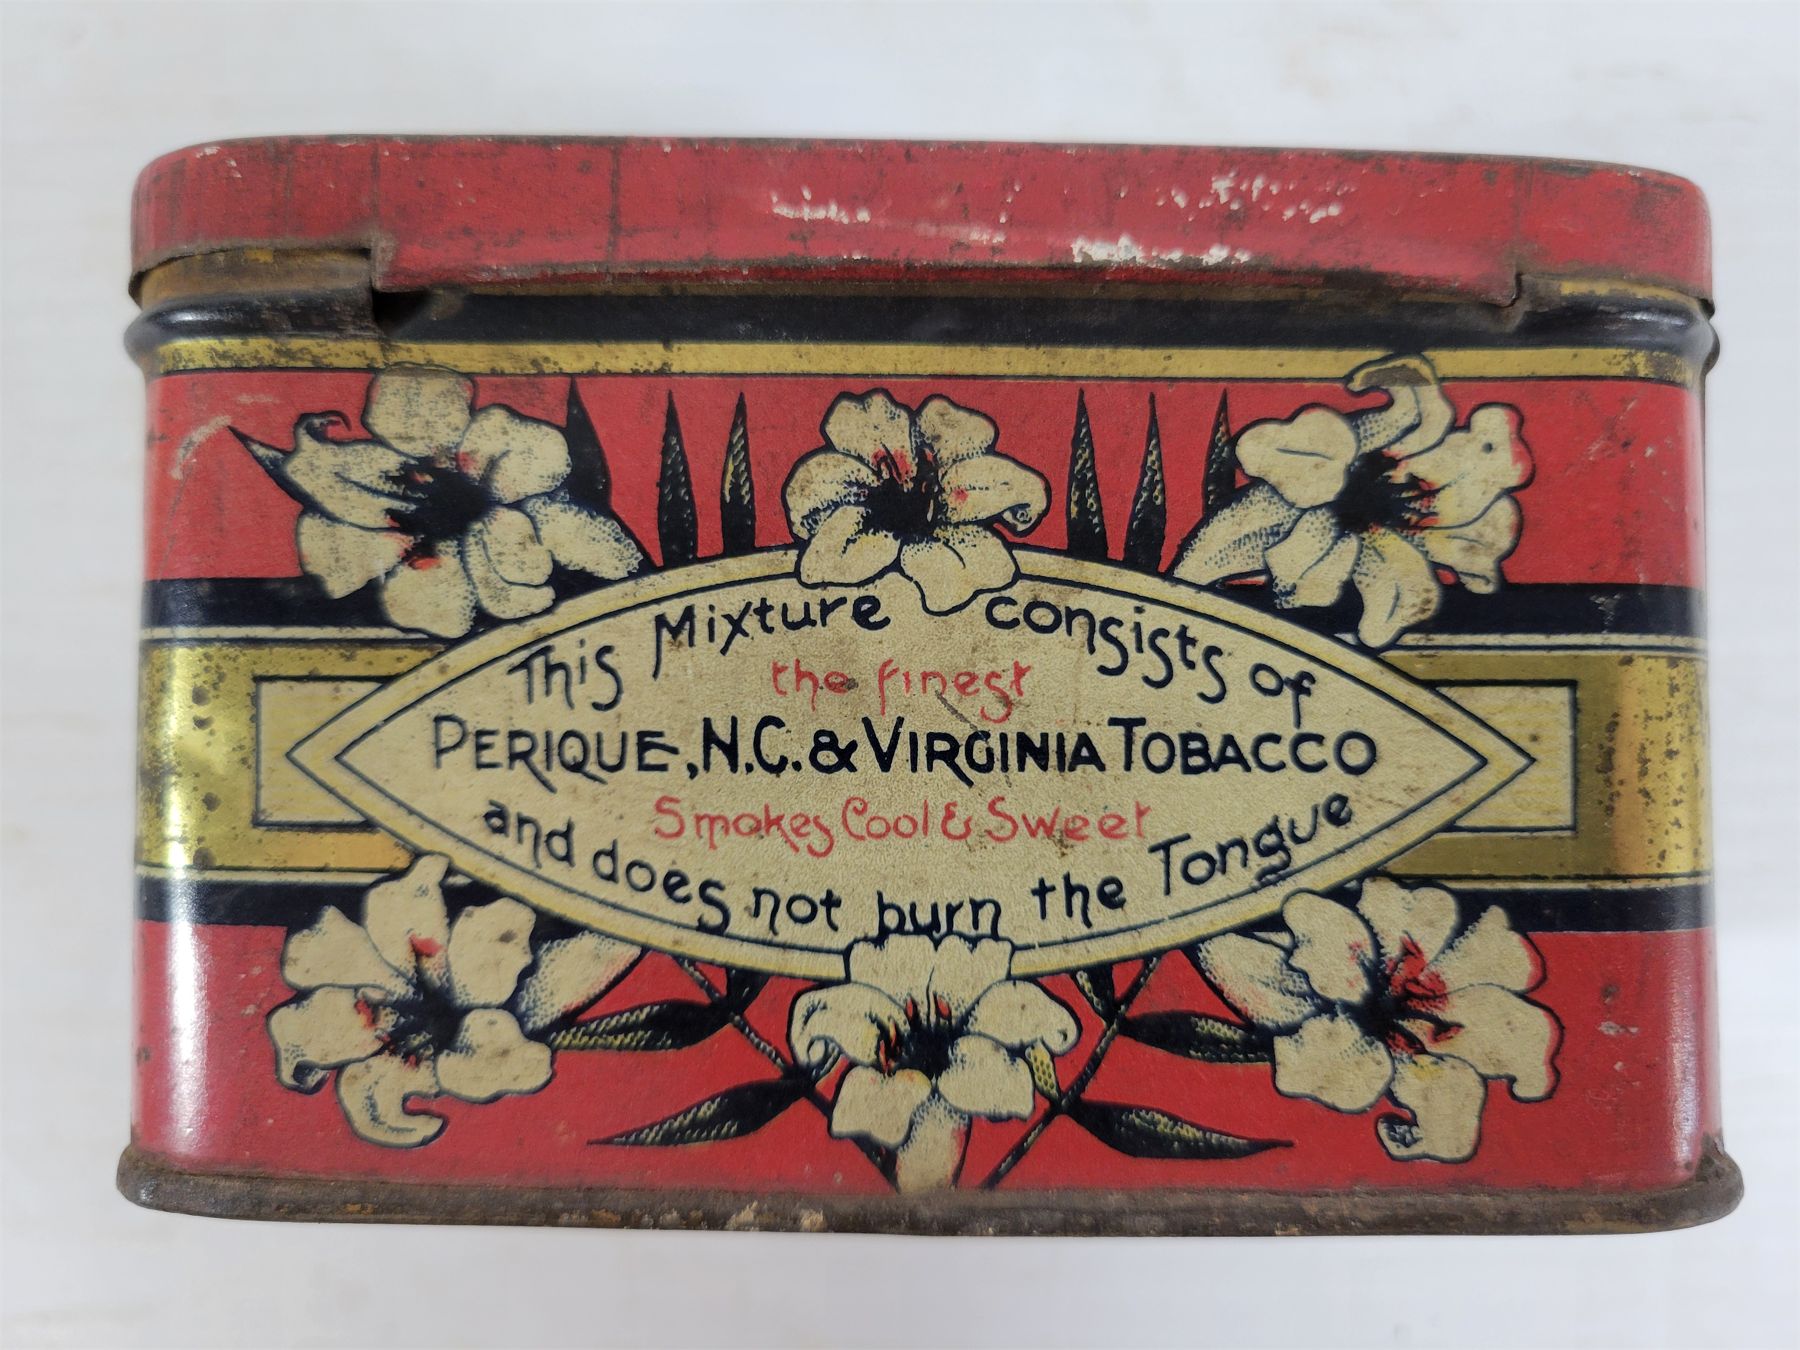 This Mixture consists of
the finest
PERIQUE, N.C. & VIRGINIA TOBACCO
Smokes Cool & Sweet
and does not burn the Tongue